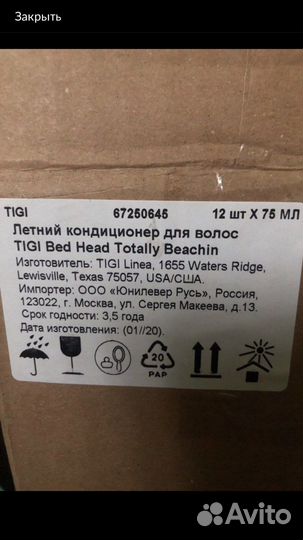 Закрыть
TIGI 67250645 12 шт X 75 МЛ
Летний кондиционер для волос
TIGI Bed Head Totally Beachin
Изготовитель: TIGI Linea, 1655 Waters Ridge,
Lewisville, Texas 75057, USA/США.
Импортер: ООО «Юнилевер Русь», Россия,
123022, г. Москва, ул. Сергея Макеева, д.13.
Срок годности: 3,5 года
Дата изготовления: (01//20).
20
PAP
Avito